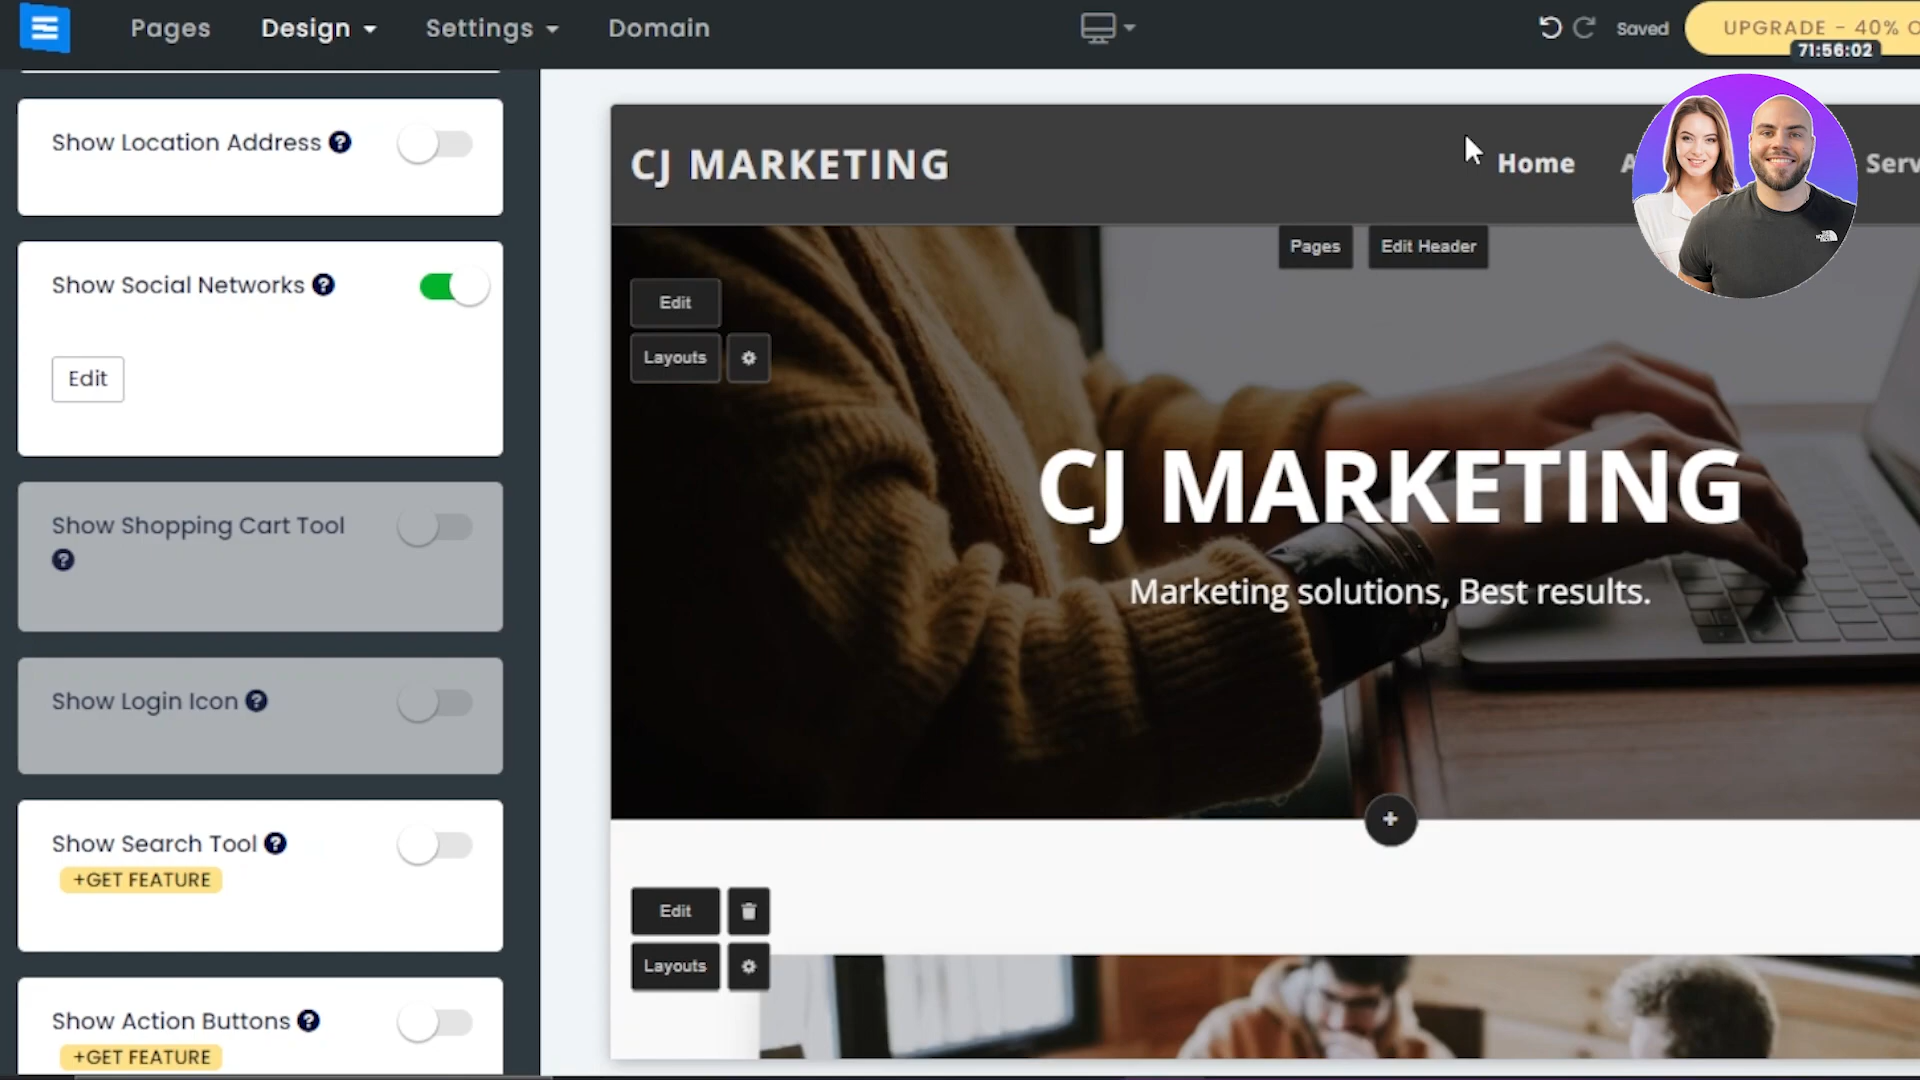 Pages Design Settings Domain Saved UPGRADE - 40%
71:56:02
Show Location Address ?
Show Social Networks ?
Edit
Show Shopping Cart Tool
?
Show Login Icon ?
Show Search Tool ?
+GET FEATURE
Show Action Buttons ?
+GET FEATURE
CJ MARKETING Home
Pages Edit Header
Edit
Layouts
CJ MARKETING
Marketing solutions, Best results.
+
Edit
Layouts